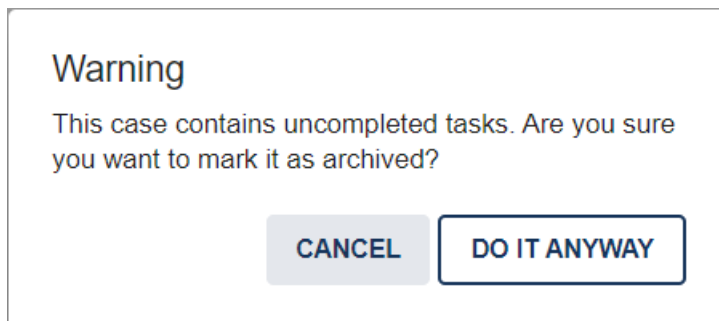 Warning
This case contains uncompleted tasks. Are you sure
you want to mark it as archived?
CANCEL DO IT ANYWAY